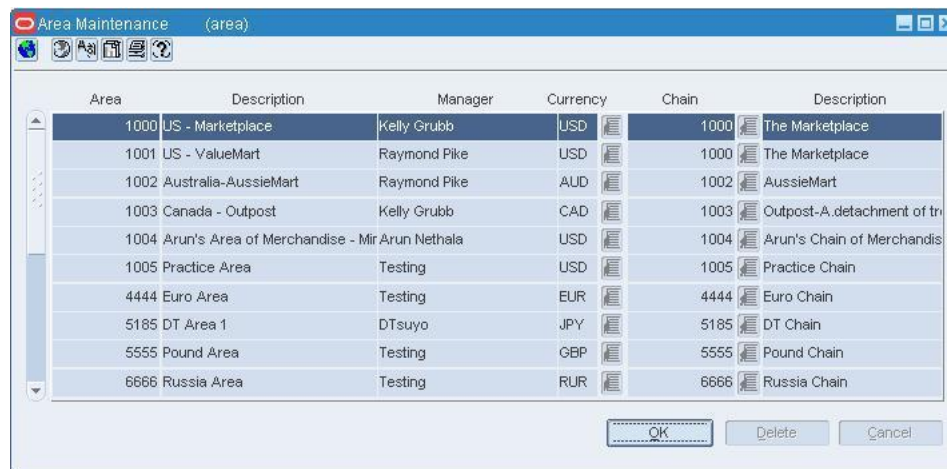 Area Maintenance (area)
Area Description Manager Currency Chain Description
1000 US - Marketplace Kelly Grubb USD 1000 The Marketplace
1001 US - ValueMart Raymond Pike USD 1000 The Marketplace
1002 Australia-AussieMart Raymond Pike AUD 1002 AussieMart
1003 Canada - Outpost Kelly Grubb CAD 1003 Outpost-A.detachment of tr
1004 Arun's Area of Merchandise - Mir Arun Nethala USD 1004 Arun's Chain of Merchandis
1005 Practice Area Testing USD 1005 Practice Chain
4444 Euro Area Testing EUR 4444 Euro Chain
5185 DT Area 1 DTsuyo JPY 5185 DT Chain
5555 Pound Area Testing GBP 5555 Pound Chain
6666 Russia Area Testing RUR 6666 Russia Chain
OK Delete Cancel